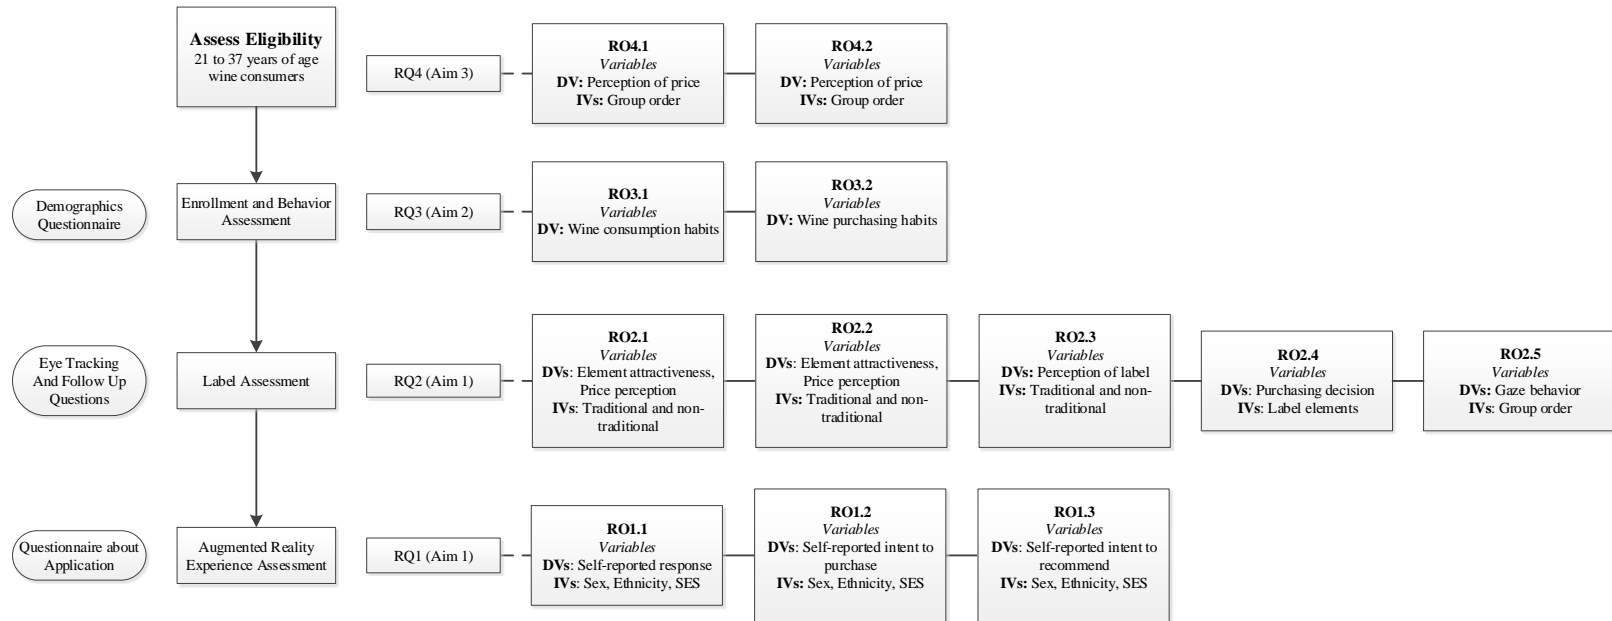 Assess Eligibility
21 to 37 years of age
wine consumers
RQ4 (Aim 3)
RO4.1
Variables
DV: Perception of price
IVs: Group order
RO4.2
Variables
DV: Perception of price
IVs: Group order
Demographics
Questionnaire
Enrollment and Behavior
Assessment
RQ3 (Aim 2)
RO3.1
Variables
DV: Wine consumption habits
RO3.2
Variables
DV: Wine purchasing habits
Eye Tracking
And Follow Up
Questions
Label Assessment
RQ2 (Aim 1)
RO2.1
Variables
DVs: Element attractiveness,
Price perception
IVs: Traditional and non-
traditional
RO2.2
Variables
DVs: Element attractiveness,
Price perception
IVs: Traditional and non-
traditional
RO2.3
Variables
DVs: Perception of label
IVs: Traditional and non-
traditional
RO2.4
Variables
DVs: Purchasing decision
IVs: Label elements
RO2.5
Variables
DVs: Gaze behavior
IVs: Group order
Questionnaire about
Application
Augmented Reality
Experience Assessment
RQ1 (Aim 1)
RO1.1
Variables
DVs: Self-reported response
IVs: Sex, Ethnicity, SES
RO1.2
Variables
DVs: Self-reported intent to
purchase
IVs: Sex, Ethnicity, SES
RO1.3
Variables
DVs: Self-reported intent to
recommend
IVs: Sex, Ethnicity, SES